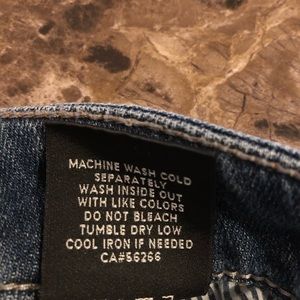 MACHINE WASH COLD
SEPARATELY
WASH INSIDE OUT
WITH LIKE COLORS
DO NOT BLEACH
TUMBLE DRY LOW
COOL IRON IF NEEDED
CA#56266